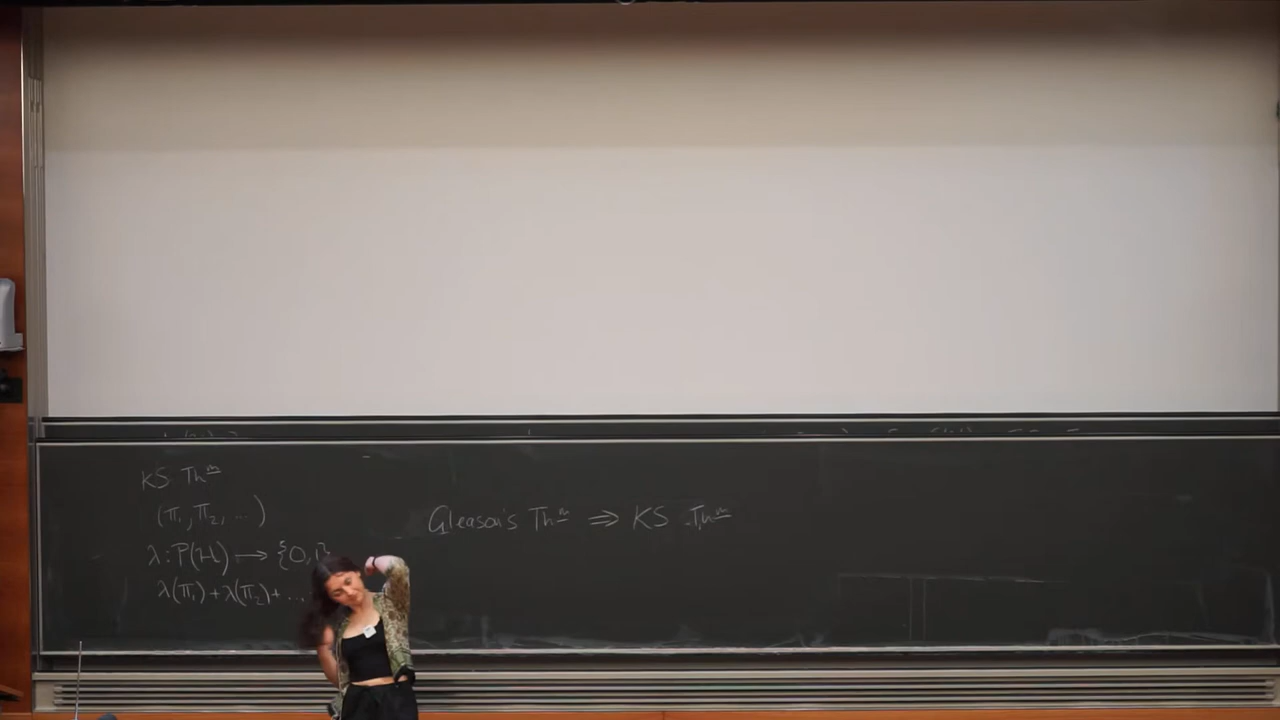 KS Thm
(Π₁, Π₂, ...)
λ : P(H) → {0,1}
λ(Π₁) + λ(Π₂) + ...
Gleason's Thm ⇒ KS Thm